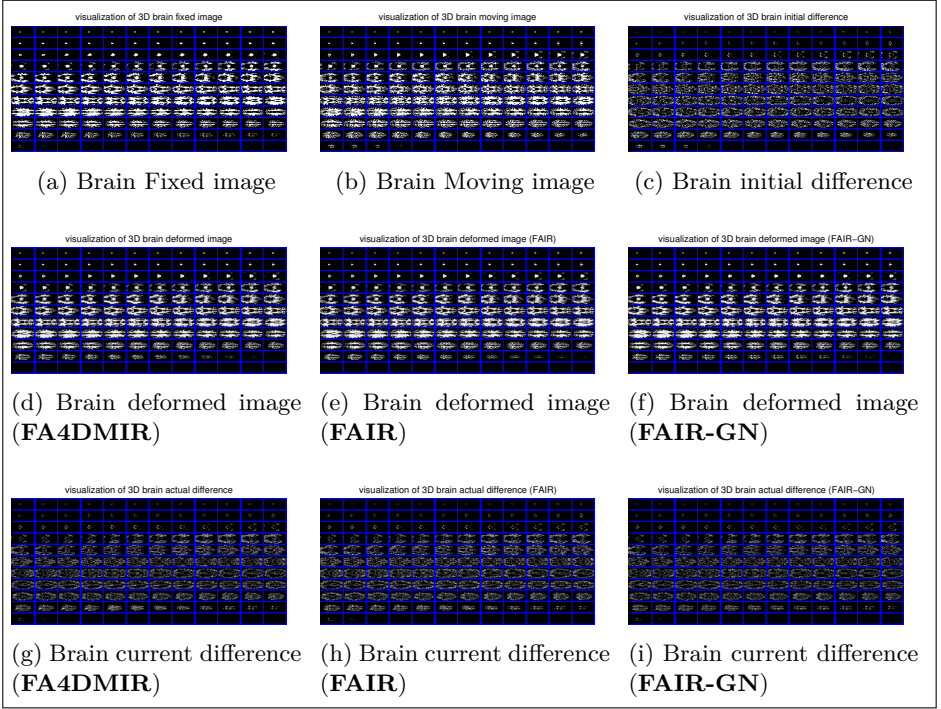 visualization of 3D brain fixed image
visualization of 3D brain moving image
visualization of 3D brain initial difference
(a) Brain Fixed image
(b) Brain Moving image
(c) Brain initial difference
visualization of 3D brain deformed image
visualization of 3D brain deformed image (FAIR)
visualization of 3D brain deformed image (FAIR−GN)
(d) Brain deformed image
(FA4DMIR)
(e) Brain deformed image
(FAIR)
(f) Brain deformed image
(FAIR-GN)
visualization of 3D brain actual difference
visualization of 3D brain actual difference (FAIR)
visualization of 3D brain actual difference (FAIR−GN)
(g) Brain current difference
(FA4DMIR)
(h) Brain current difference
(FAIR)
(i) Brain current difference
(FAIR-GN)